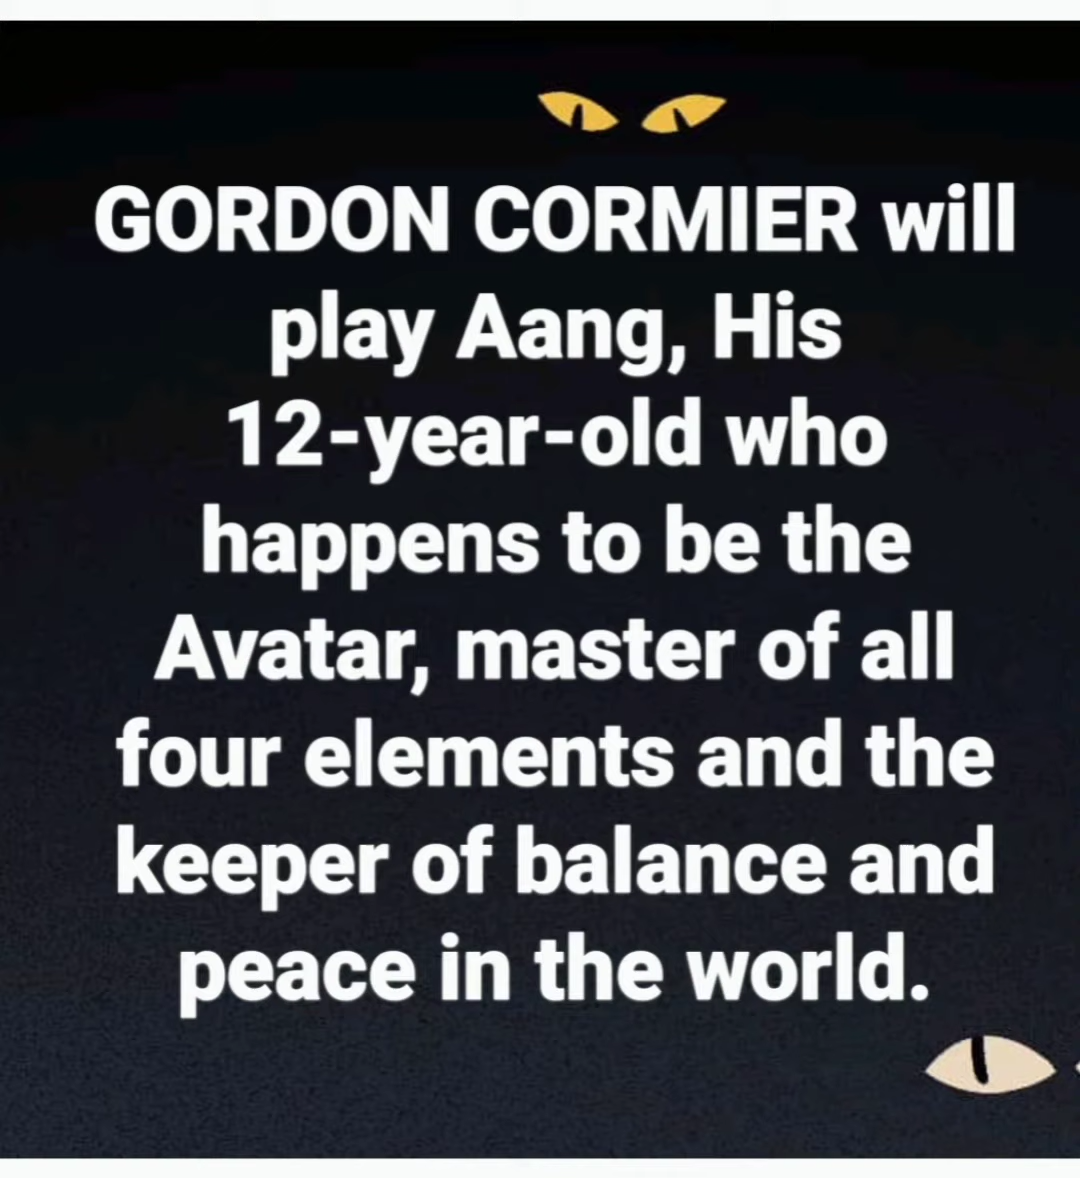 GORDON CORMIER will
play Aang, His
12-year-old who
happens to be the
Avatar, master of all
four elements and the
keeper of balance and
peace in the world.